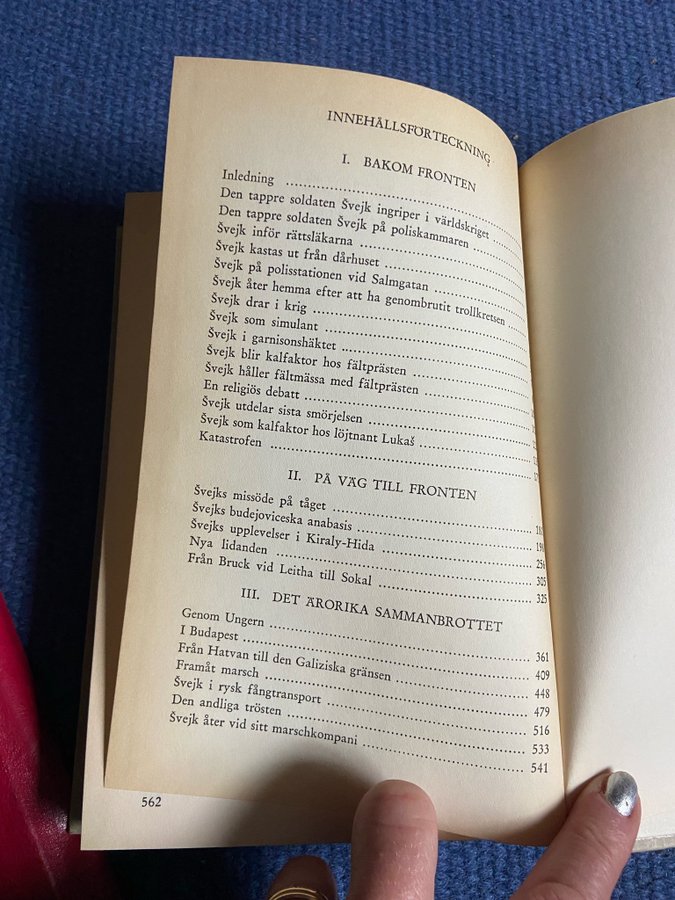 INNEHÅLLSFÖRTECKNING
I. BAKOM FRONTEN
Inledning
Den tappre soldaten Švejk ingriper i världskriget
Den tappre soldaten Švejk på poliskammaren
Švejk inför rättsläkarna
Švejk kastas ut från dårhuset
Švejk på polisstationen vid Salmgatan
Švejk åter hemma efter att ha genombrutit trollkretsen
Švejk drar i krig
Švejk som simulant
Švejk i garnisonshäktet
Švejk blir kalfaktor hos fältprästen
Švejk håller fältmässa med fältprästen
En religiös debatt
Švejk utdelar sista smörjelsen
Švejk som kalfaktor hos löjtnant Lukaš
Katastrofen
II. PÅ VÄG TILL FRONTEN
Švejks missöde på tåget
Švejks budejoviceska anabasis 198
Švejks upplevelser i Kiraly-Hida 256
Nya lidanden 305
Från Bruck vid Leitha till Sokal 325
III. DET ÄRORIKA SAMMANBROTTET
Genom Ungern 361
I Budapest 409
Från Hatvan till den Galiziska gränsen 448
Framåt marsch 479
Švejk i rysk fångtransport 516
Den andliga trösten 533
Švejk åter vid sitt marschkompani 541
562